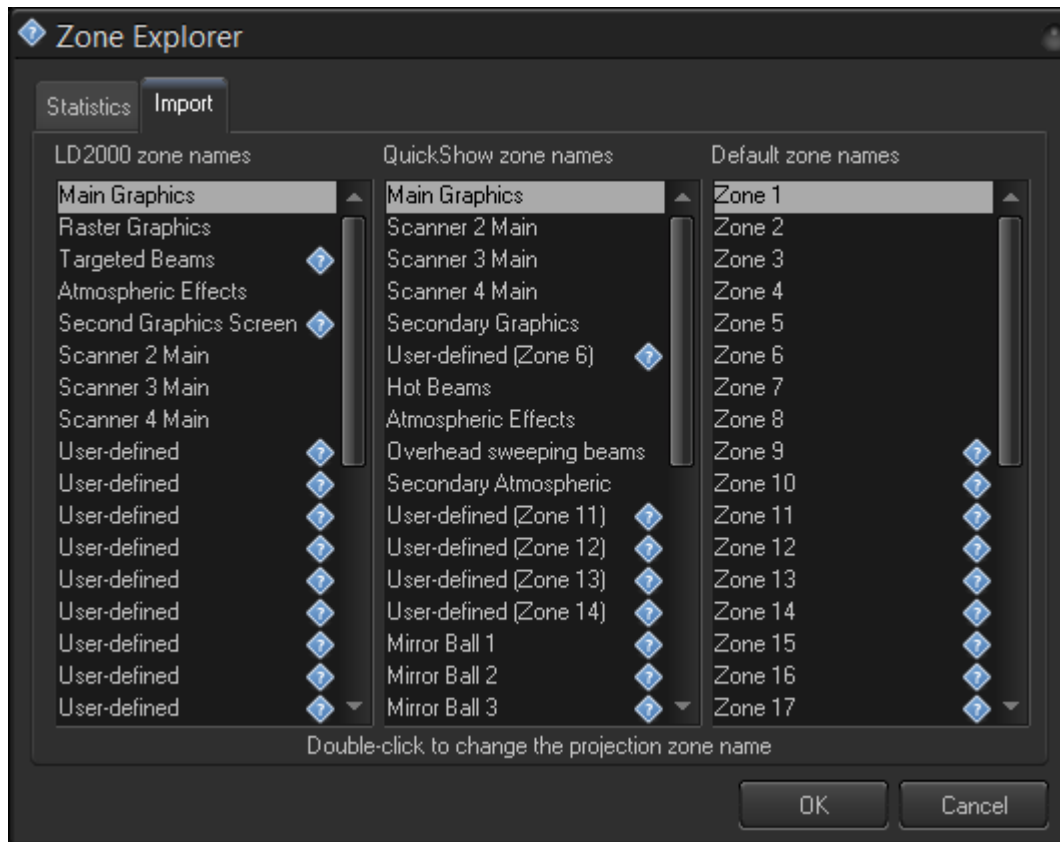 Zone Explorer
Statistics
Import
LD2000 zone names
Main Graphics
Raster Graphics
Targeted Beams
Atmospheric Effects
Second Graphics Screen
Scanner 2 Main
Scanner 3 Main
Scanner 4 Main
User-defined
User-defined
User-defined
User-defined
User-defined
User-defined
User-defined
User-defined
User-defined
QuickShow zone names
Main Graphics
Scanner 2 Main
Scanner 3 Main
Scanner 4 Main
Secondary Graphics
User-defined (Zone 6)
Hot Beams
Atmospheric Effects
Overhead sweeping beams
Secondary Atmospheric
User-defined (Zone 11)
User-defined (Zone 12)
User-defined (Zone 13)
User-defined (Zone 14)
Mirror Ball 1
Mirror Ball 2
Mirror Ball 3
Default zone names
Zone 1
Zone 2
Zone 3
Zone 4
Zone 5
Zone 6
Zone 7
Zone 8
Zone 9
Zone 10
Zone 11
Zone 12
Zone 13
Zone 14
Zone 15
Zone 16
Zone 17
Double-click to change the projection zone name
OK
Cancel